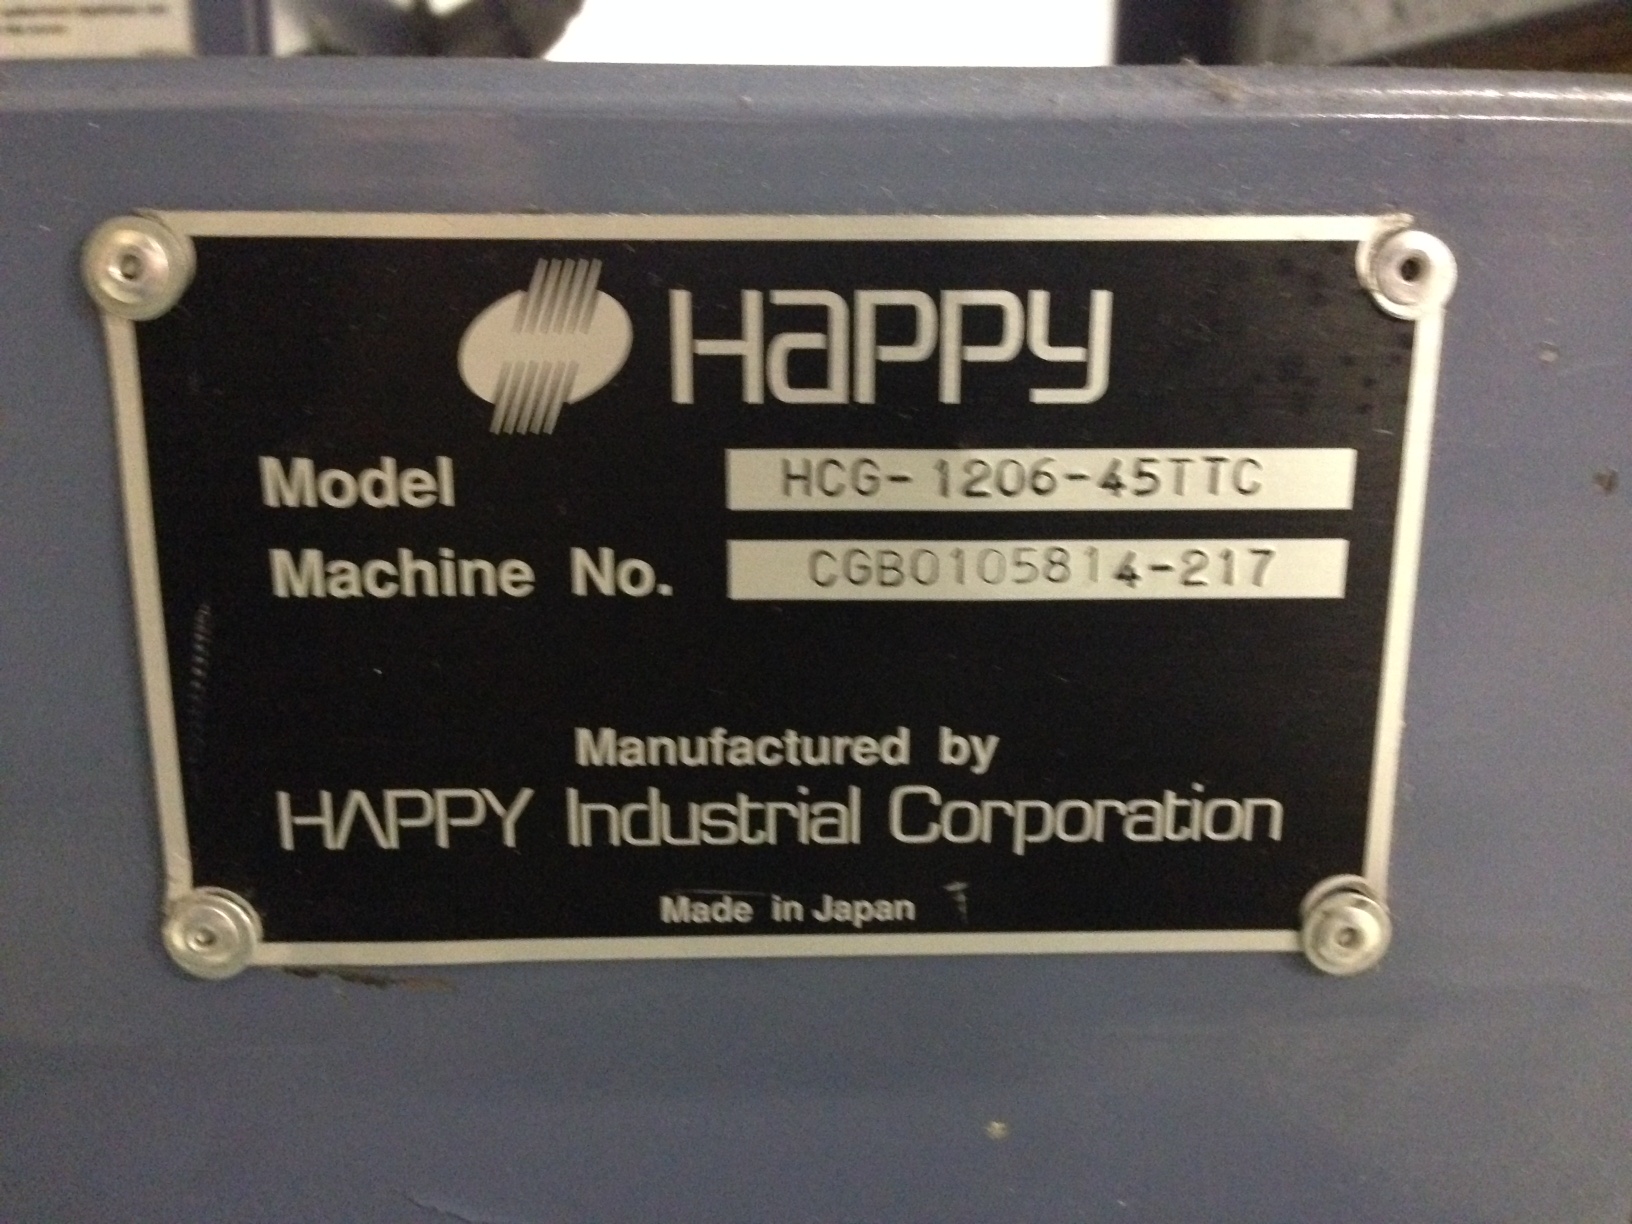 Happy
Model HCG-1206-45TTC
Machine No. CGB0105814-217
Manufactured by
HAPPY Industrial Corporation
Made in Japan